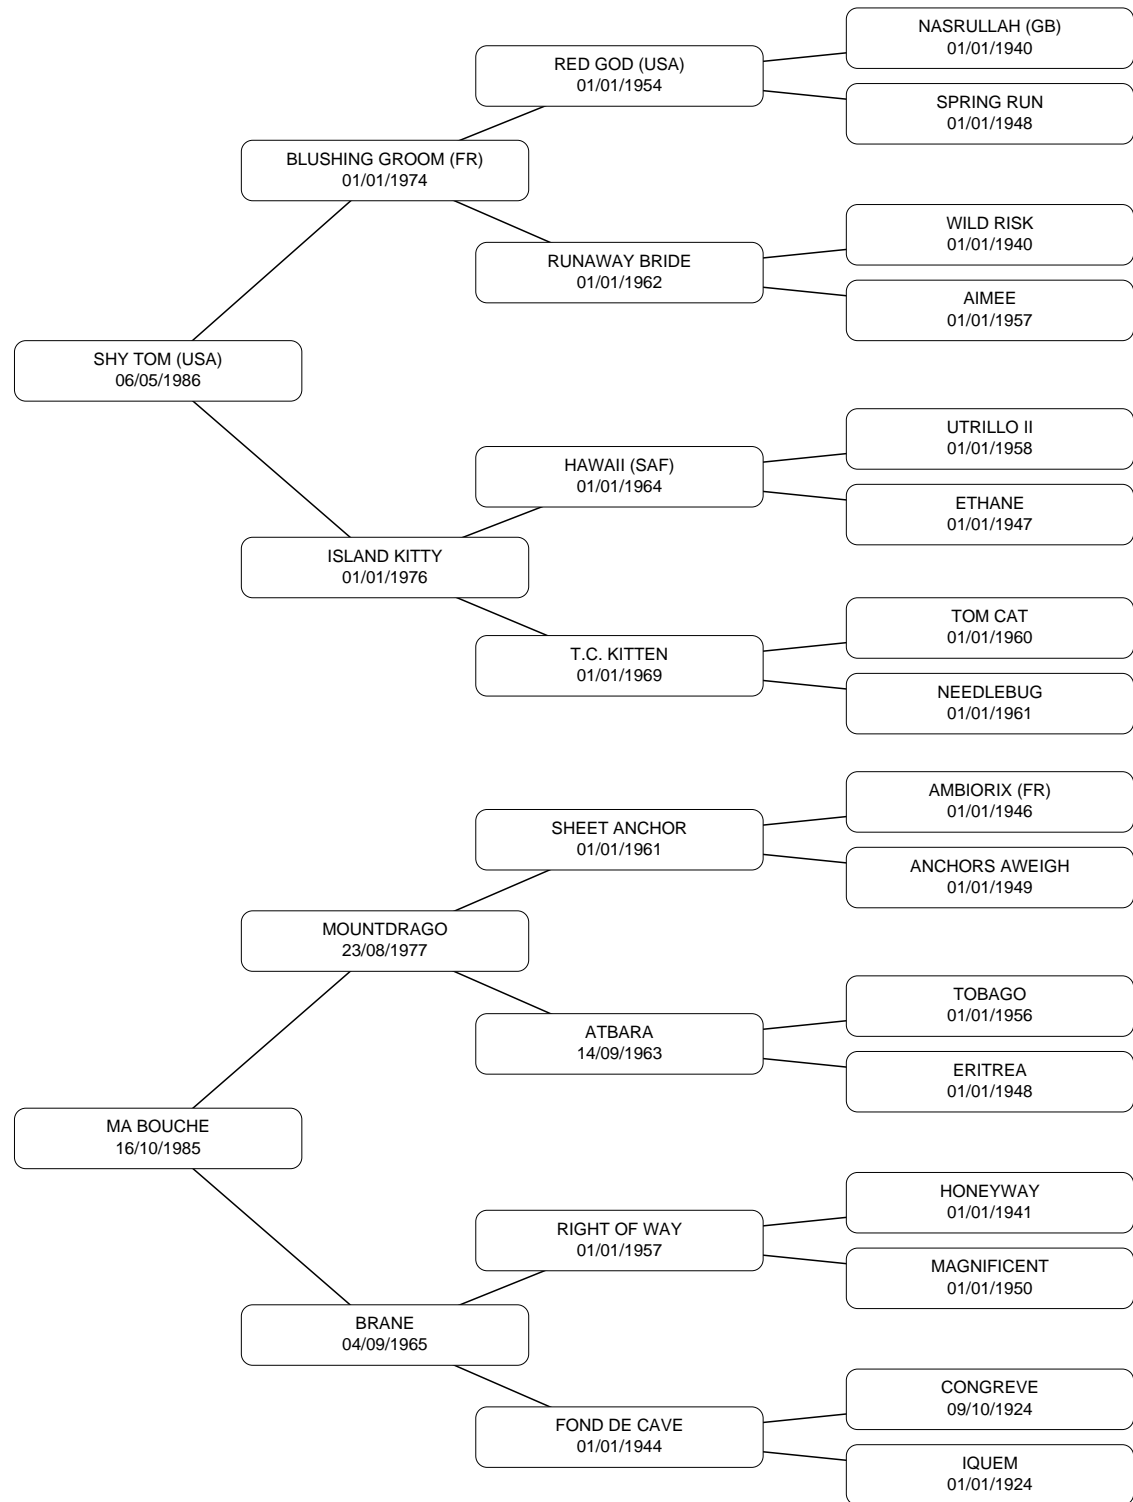 NASRULLAH (GB)
01/01/1940
RED GOD (USA)
01/01/1954
SPRING RUN
01/01/1948
BLUSHING GROOM (FR)
01/01/1974
WILD RISK
01/01/1940
RUNAWAY BRIDE
01/01/1962
AIMEE
01/01/1957
SHY TOM (USA)
06/05/1986
UTRILLO II
01/01/1958
HAWAII (SAF)
01/01/1964
ETHANE
01/01/1947
ISLAND KITTY
01/01/1976
TOM CAT
01/01/1960
T.C. KITTEN
01/01/1969
NEEDLEBUG
01/01/1961
AMBIORIX (FR)
01/01/1946
SHEET ANCHOR
01/01/1961
ANCHORS AWEIGH
01/01/1949
MOUNTDRAGO
23/08/1977
TOBAGO
01/01/1956
ATBARA
14/09/1963
ERITREA
01/01/1948
MA BOUCHE
16/10/1985
HONEYWAY
01/01/1941
RIGHT OF WAY
01/01/1957
MAGNIFICENT
01/01/1950
BRANE
04/09/1965
CONGREVE
09/10/1924
FOND DE CAVE
01/01/1944
IQUEM
01/01/1924